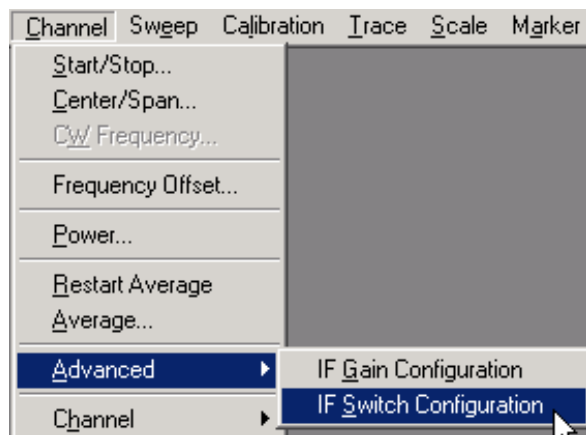 Channel Sweep Calibration Trace Scale Marker
Start/Stop...
Center/Span...
CW Frequency...
Frequency Offset...
Power...
Restart Average
Average...
Advanced
IF Gain Configuration
IF Switch Configuration
Channel